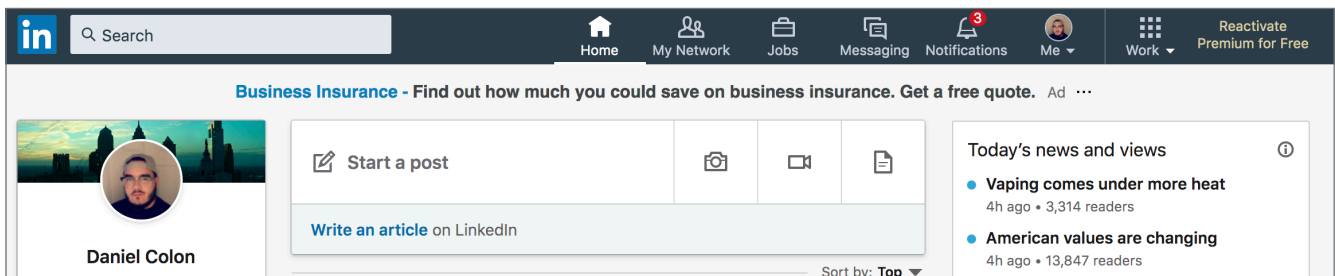 in
Search
Home
My Network
Jobs
Messaging
3
Notifications
Me
Work
Reactivate
Premium for Free
Business Insurance - Find out how much you could save on business insurance. Get a free quote. Ad ···
Start a post
Write an article on LinkedIn
Sort by: Top
Daniel Colon
Today's news and views
Vaping comes under more heat
4h ago • 3,314 readers
American values are changing
4h ago • 13,847 readers